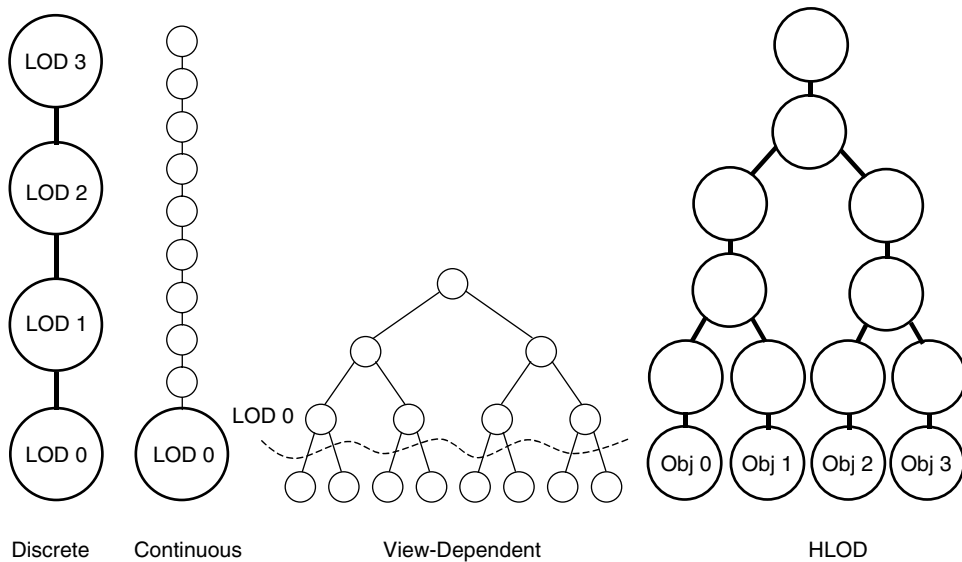 LOD 3
LOD 2
LOD 1
LOD 0
LOD 0
LOD 0
Obj 0
Obj 1
Obj 2
Obj 3
Discrete
Continuous
View-Dependent
HLOD